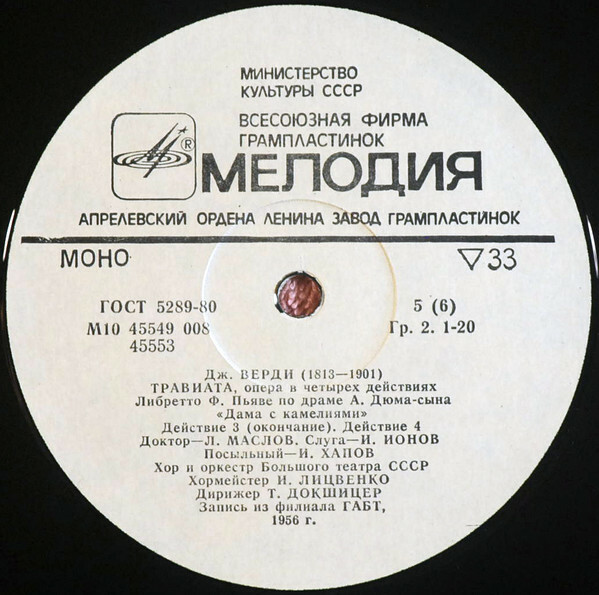 МИНИСТЕРСТВО
КУЛЬТУРЫ СССР
ВСЕСОЮЗНАЯ ФИРМА
ГРАМПЛАСТИНОК
® МЕЛОДИЯ
АПРЕЛЕВСКИЙ ОРДЕНА ЛЕНИНА ЗАВОД ГРАМПЛАСТИНОК
МОНО ▽33
ГОСТ 5289-80 5 (6)
М10 45549 008 Гр. 2. 1-20
45553
Дж. ВЕРДИ (1813—1901)
ТРАВИАТА, опера в четырех действиях
Либретто Ф. Пьяве по драме А. Дюма-сына
«Дама с камелиями»
Действие 3 (окончание). Действие 4
Доктор—Л. МАСЛОВ. Слуга—И. ИОНОВ
Посыльный—И. ХАПОВ
Хор и оркестр Большого театра СССР
Хормейстер И. ЛИЦВЕНКО
Дирижер Т. ДОКШИЦЕР
Запись из филиала ГАБТ,
1956 г.